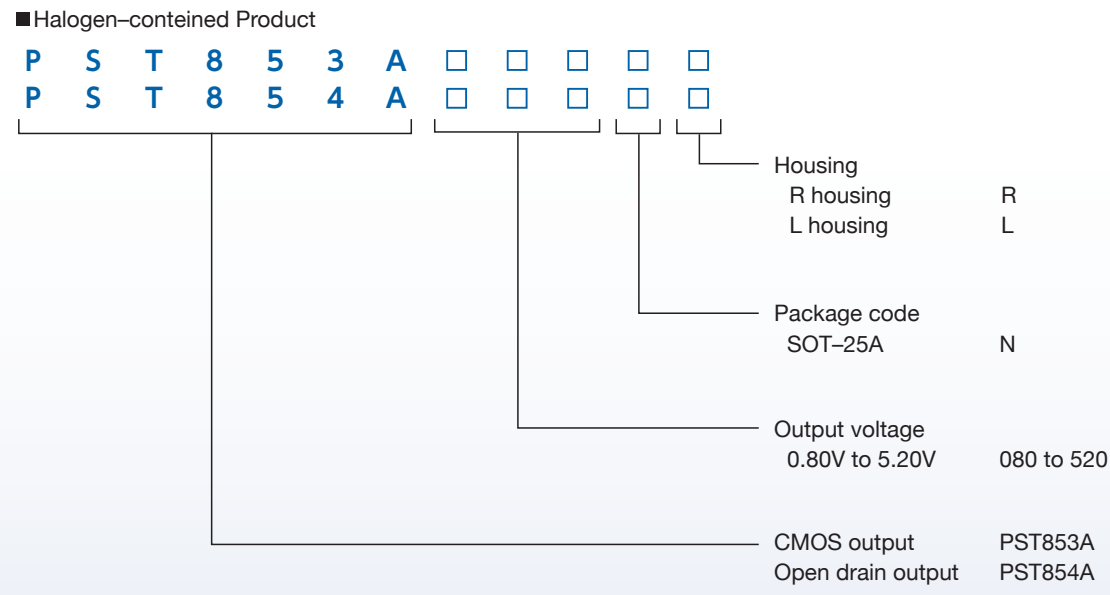 ■Halogen–conteined Product
P S T 8 5 3 A □ □ □ □ □
P S T 8 5 4 A □ □ □ □ □
Housing
R housing R
L housing L
Package code
SOT–25A N
Output voltage
0.80V to 5.20V 080 to 520
CMOS output PST853A
Open drain output PST854A